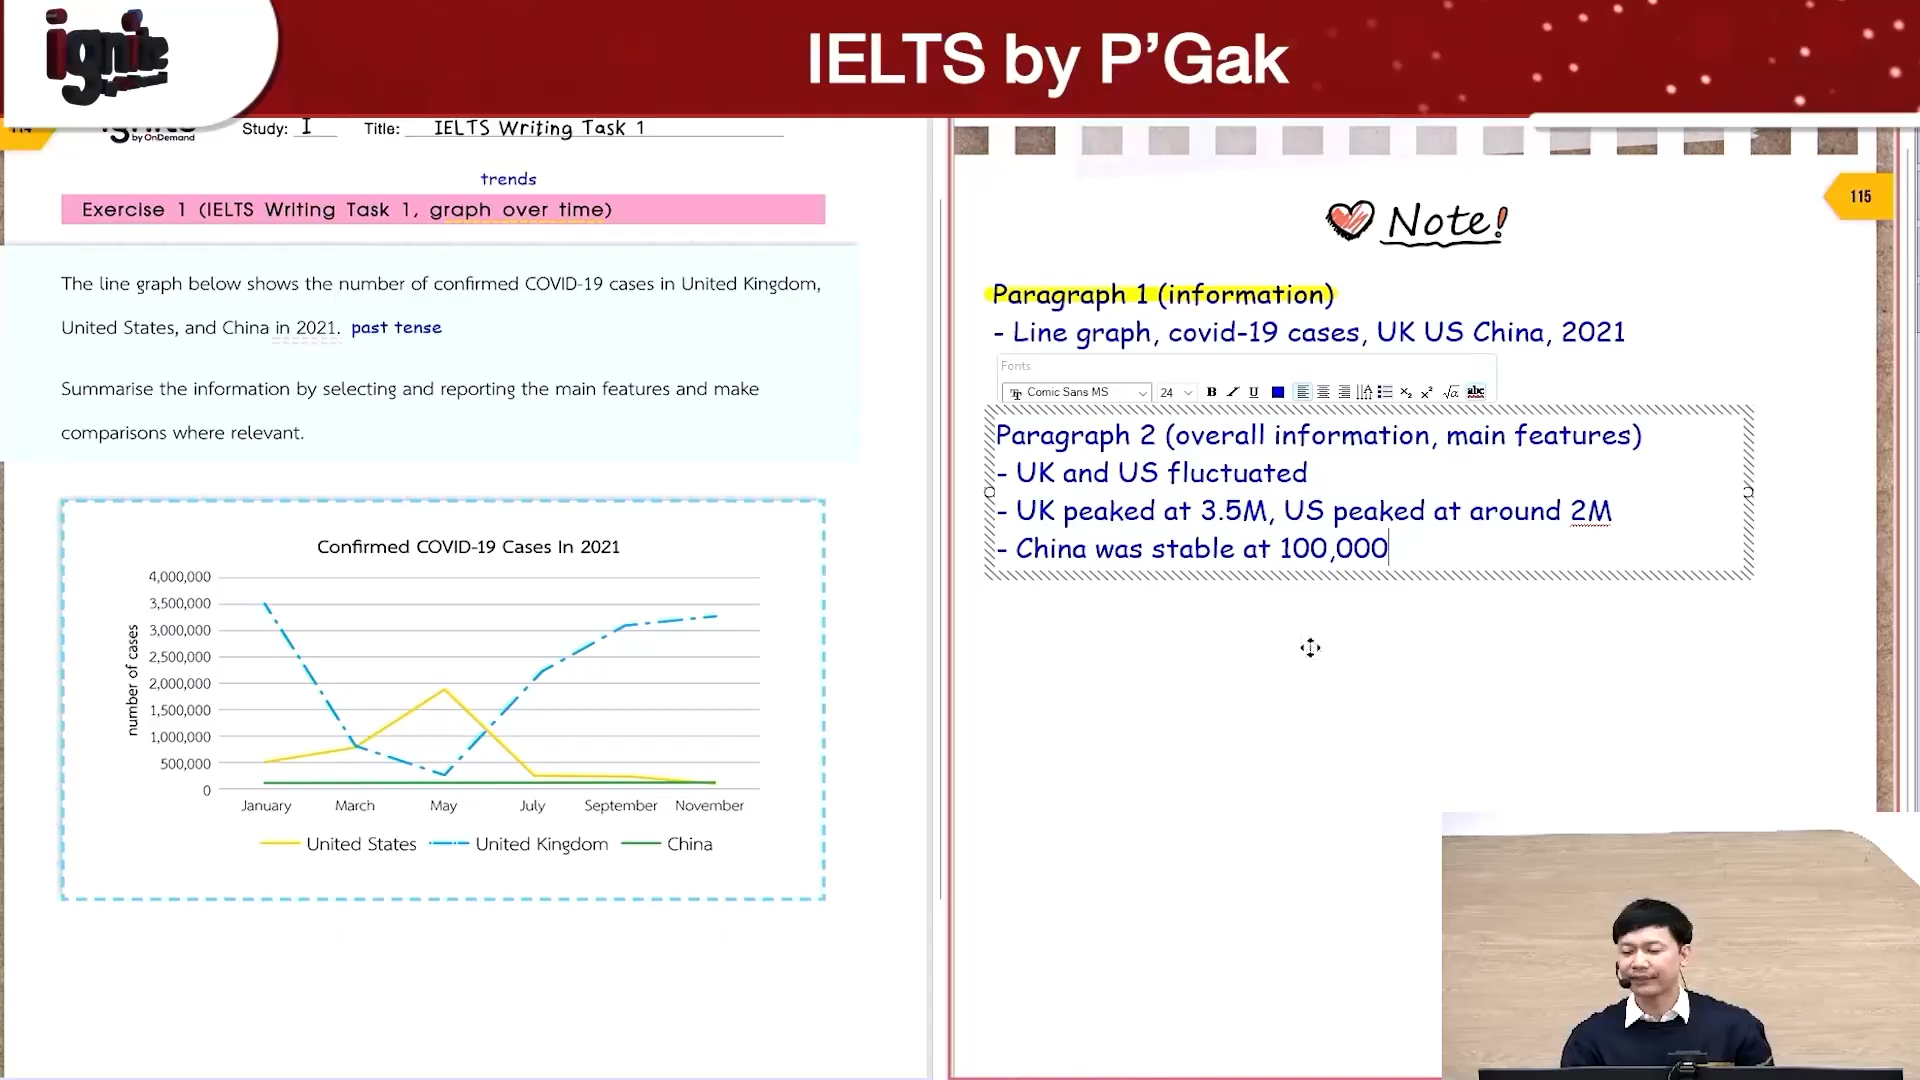 ignite
IELTS by P'Gak
by OnDemand
Study: I Title: IELTS Writing Task 1
trends
Exercise 1 (IELTS Writing Task 1, graph over time)
The line graph below shows the number of confirmed COVID-19 cases in United Kingdom,
United States, and China in 2021. past tense
Summarise the information by selecting and reporting the main features and make
comparisons where relevant.
Confirmed COVID-19 Cases In 2021
number of cases
4,000,000
3,500,000
3,000,000
2,500,000
2,000,000
1,500,000
1,000,000
500,000
0
January March May July September November
United States United Kingdom China
115
Note!
Paragraph 1 (information)
- Line graph, covid-19 cases, UK US China, 2021
Fonts
Comic Sans MS 24 B I U abc
Paragraph 2 (overall information, main features)
- UK and US fluctuated
- UK peaked at 3.5M, US peaked at around 2M
- China was stable at 100,000